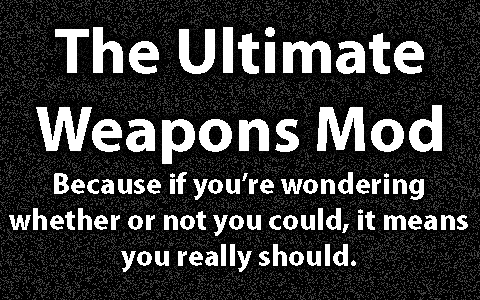 The Ultimate
Weapons Mod
Because if you’re wondering
whether or not you could, it means
you really should.